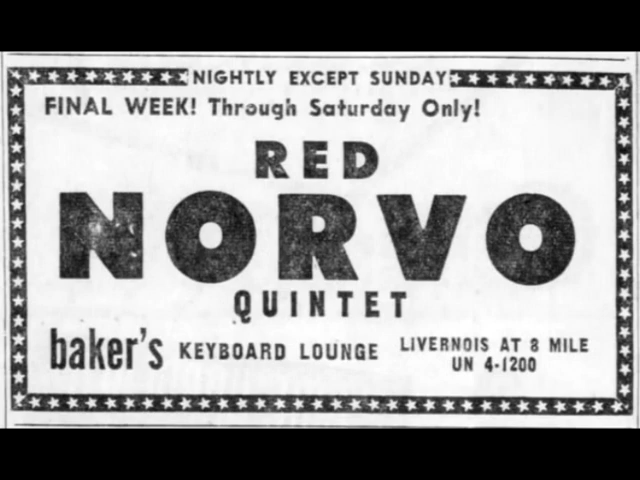 NIGHTLY EXCEPT SUNDAY
FINAL WEEK! Through Saturday Only!
RED
NORVO
QUINTET
baker's KEYBOARD LOUNGE
LIVERNOIS AT 8 MILE
UN 4-1200